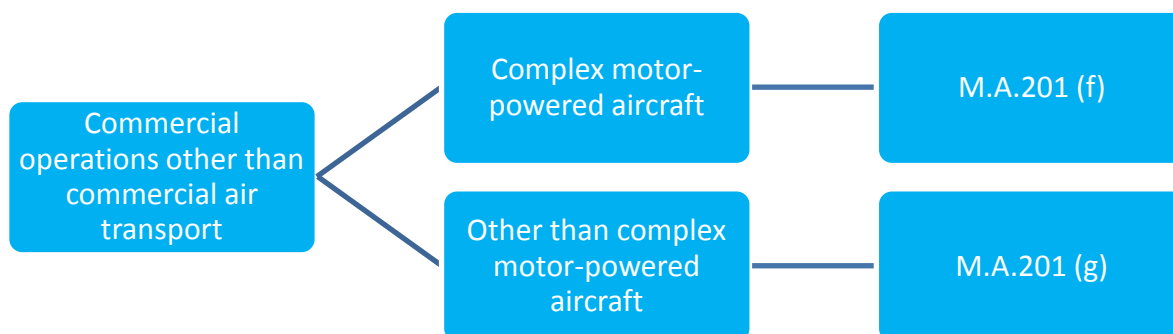 Commercial
operations other than
commercial air
transport
Complex motor-
powered aircraft
M.A.201 (f)
Other than complex
motor-powered
aircraft
M.A.201 (g)